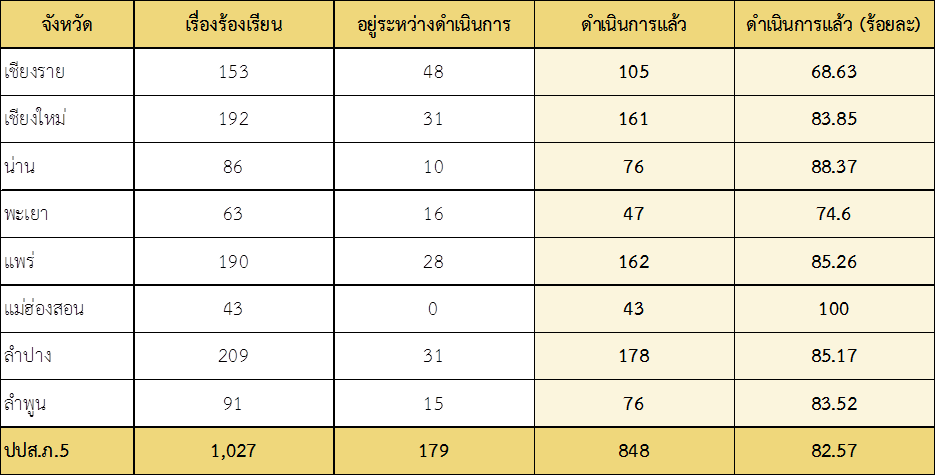 จังหวัด เรื่องร้องเรียน อยู่ระหว่างดำเนินการ ดำเนินการแล้ว ดำเนินการแล้ว (ร้อยละ)
เชียงราย 153 48 105 68.63
เชียงใหม่ 192 31 161 83.85
น่าน 86 10 76 88.37
พะเยา 63 16 47 74.6
แพร่ 190 28 162 85.26
แม่ฮ่องสอน 43 0 43 100
ลำปาง 209 31 178 85.17
ลำพูน 91 15 76 83.52
ปปส.ภ.5 1,027 179 848 82.57